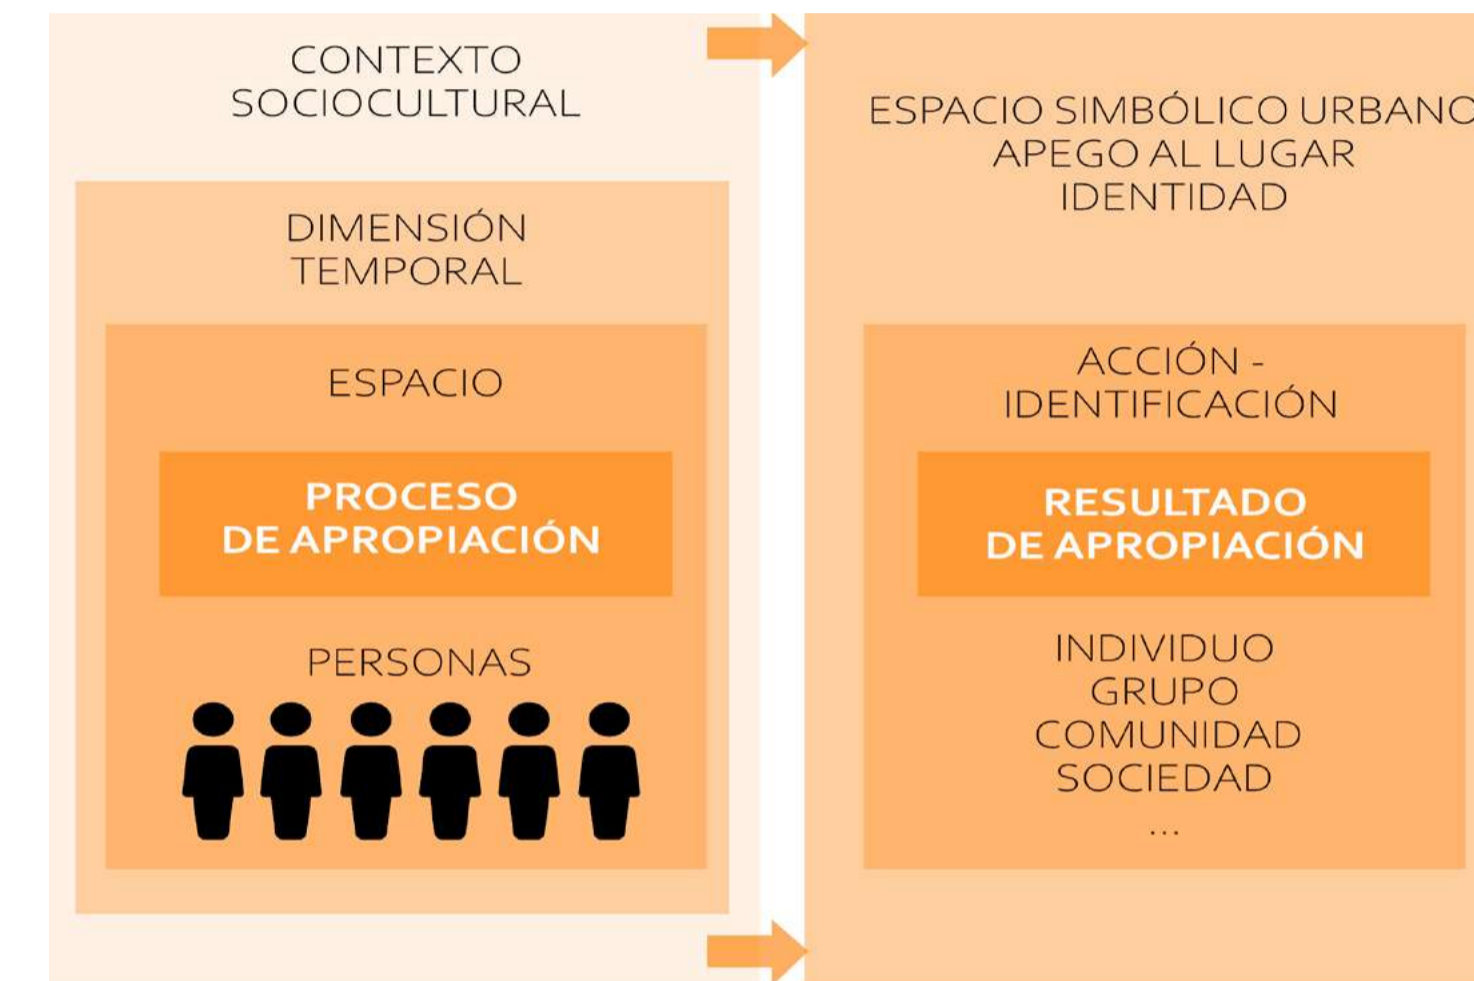 CONTEXTO
SOCIOCULTURAL
DIMENSIÓN
TEMPORAL
ESPACIO
PROCESO
DE APROPIACIÓN
PERSONAS
ESPACIO SIMBÓLICO URBANO
APEGO AL LUGAR
IDENTIDAD
ACCIÓN -
IDENTIFICACIÓN
RESULTADO
DE APROPIACIÓN
INDIVIDUO
GRUPO
COMUNIDAD
SOCIEDAD
...